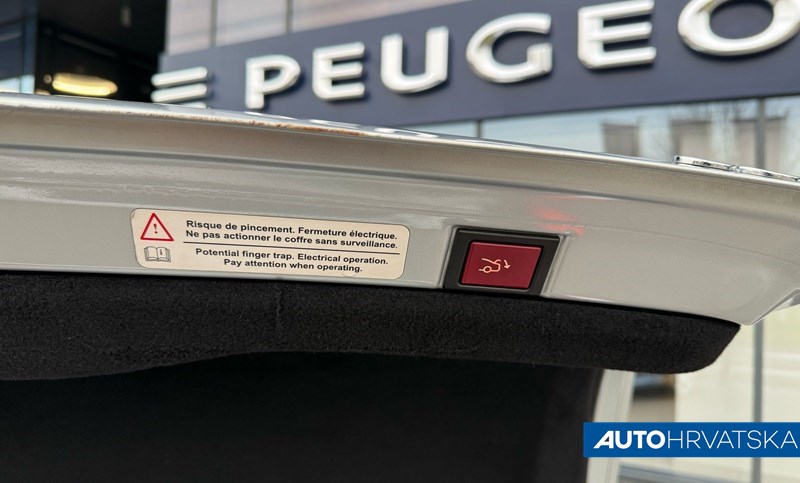 PEUGEO
Risque de pincement. Fermeture électrique.
Ne pas actionner le coffre sans surveillance.
Potential finger trap. Electrical operation.
Pay attention when operating.
AUTOHRVATSKA